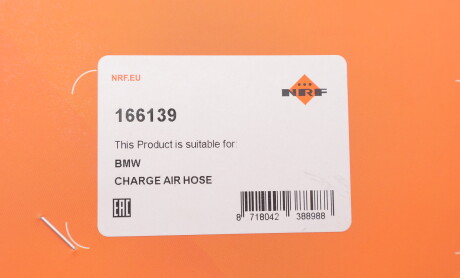 NRF.EU
NRF
166139
This Product is suitable for:
BMW
CHARGE AIR HOSE
EAC
8 718042 388988